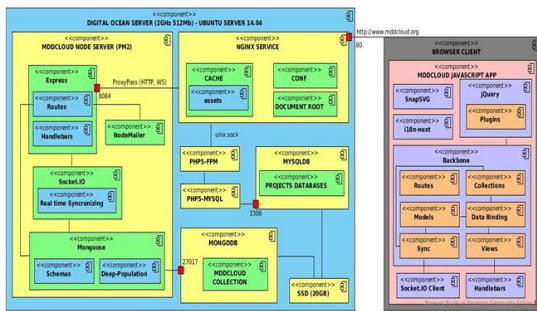 <<component>>
DIGITAL OCEAN SERVER (2GHz 512Mb) - UBUNTU SERVER 14.04
<<component>>
MDDCLOUD NODE SERVER (PM2)
<<component>>
Express
<<component>>
Routes
<<component>>
Handlebars
<<component>>
NodeMailer
<<component>>
Socket.IO
<<component>>
Real time Syncronizing
<<component>>
Mongoose
<<component>>
Schemas
<<component>>
Deep-Population
ProxyPass (HTTP, WS)
8084
<<component>>
NGINX SERVICE
<<component>>
CACHE
<<component>>
assets
<<component>>
CONF
<<component>>
DOCUMENT ROOT
unix.sock
<<component>>
PHP5-FPM
<<component>>
PHP5-MYSQL
<<component>>
MYSQLDB
<<component>>
PROJECTS DATABASES
3306
27017
<<component>>
MONGODB
<<component>>
MDDCLOUD
COLLECTION
<<component>>
SSD (20GB)
http://www.mddcloud.org
80
<<component>>
BROWSER CLIENT
<<component>>
MDDCLOUD JAVASCRIPT APP
<<component>>
SnapSVG
<<component>>
i18n-next
<<component>>
jQuery
<<component>>
Plugins
<<component>>
Backbone
<<component>>
Routes
<<component>>
Collections
<<component>>
Models
<<component>>
Data Binding
<<component>>
Sync
<<component>>
Views
<<component>>
Socket.IO Client
<<component>>
Handlebars